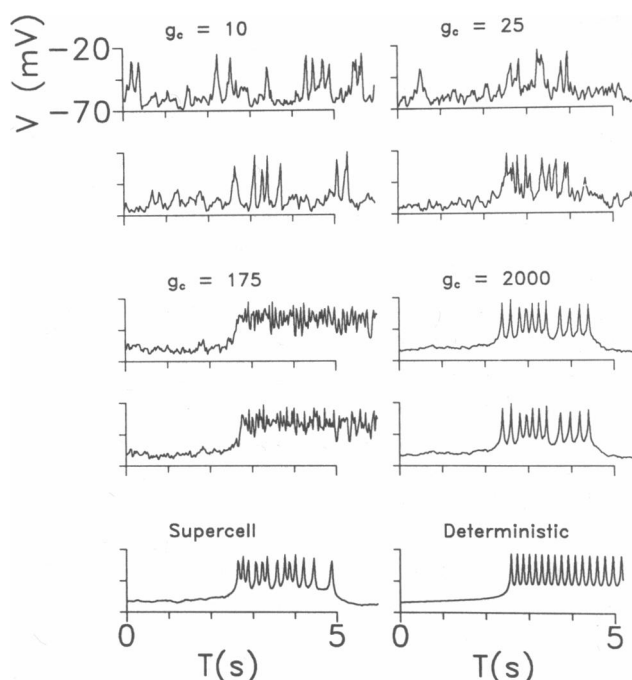 g_c = 10
g_c = 25
V (mV)
−20
−70
g_c = 175
g_c = 2000
Supercell
Deterministic
0
5
0
5
T(s)
T(s)